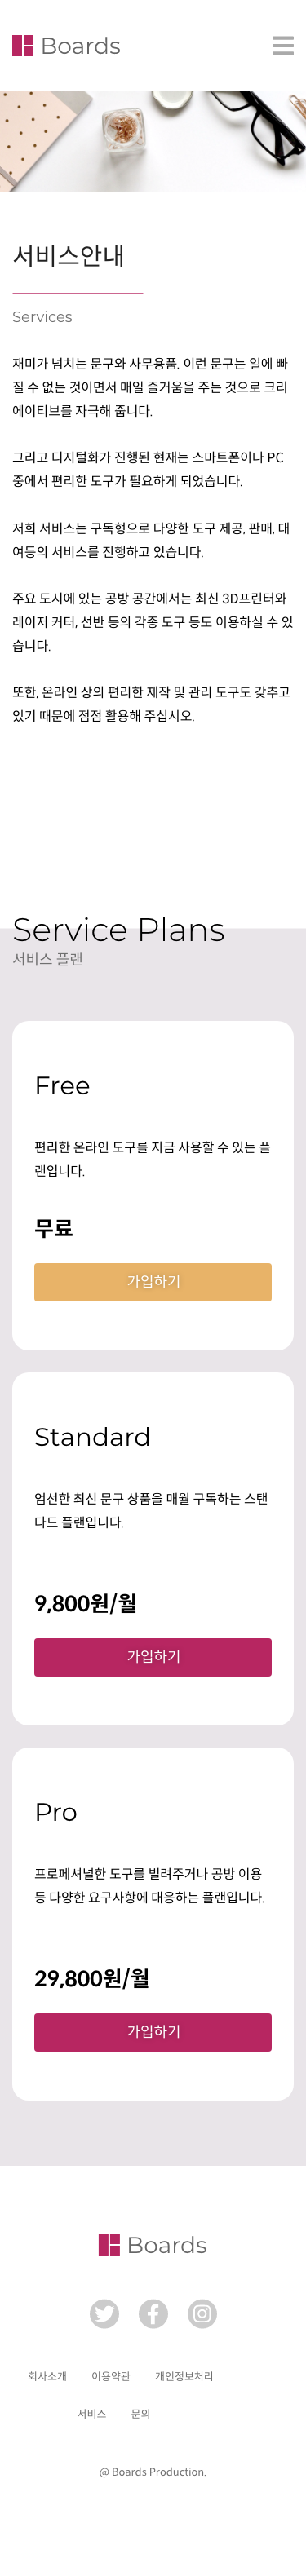 Boards
서비스안내
Services
재미가 넘치는 문구와 사무용품. 이런 문구는 일에 빠
질 수 없는 것이면서 매일 즐거움을 주는 것으로 크리
에이티브를 자극해 줍니다.
그리고 디지털화가 진행된 현재는 스마트폰이나 PC
중에서 편리한 도구가 필요하게 되었습니다.
저희 서비스는 구독형으로 다양한 도구 제공, 판매, 대
여등의 서비스를 진행하고 있습니다.
주요 도시에 있는 공방 공간에서는 최신 3D프린터와
레이저 커터, 선반 등의 각종 도구 등도 이용하실 수 있
습니다.
또한, 온라인 상의 편리한 제작 및 관리 도구도 갖추고
있기 때문에 점점 활용해 주십시오.
Service Plans
서비스 플랜
Free
편리한 온라인 도구를 지금 사용할 수 있는 플
랜입니다.
무료
가입하기
Standard
엄선한 최신 문구 상품을 매월 구독하는 스탠
다드 플랜입니다.
9,800원/월
가입하기
Pro
프로페셔널한 도구를 빌려주거나 공방 이용
등 다양한 요구사항에 대응하는 플랜입니다.
29,800원/월
가입하기
Boards
회사소개 이용약관 개인정보처리
서비스 문의
@ Boards Production.